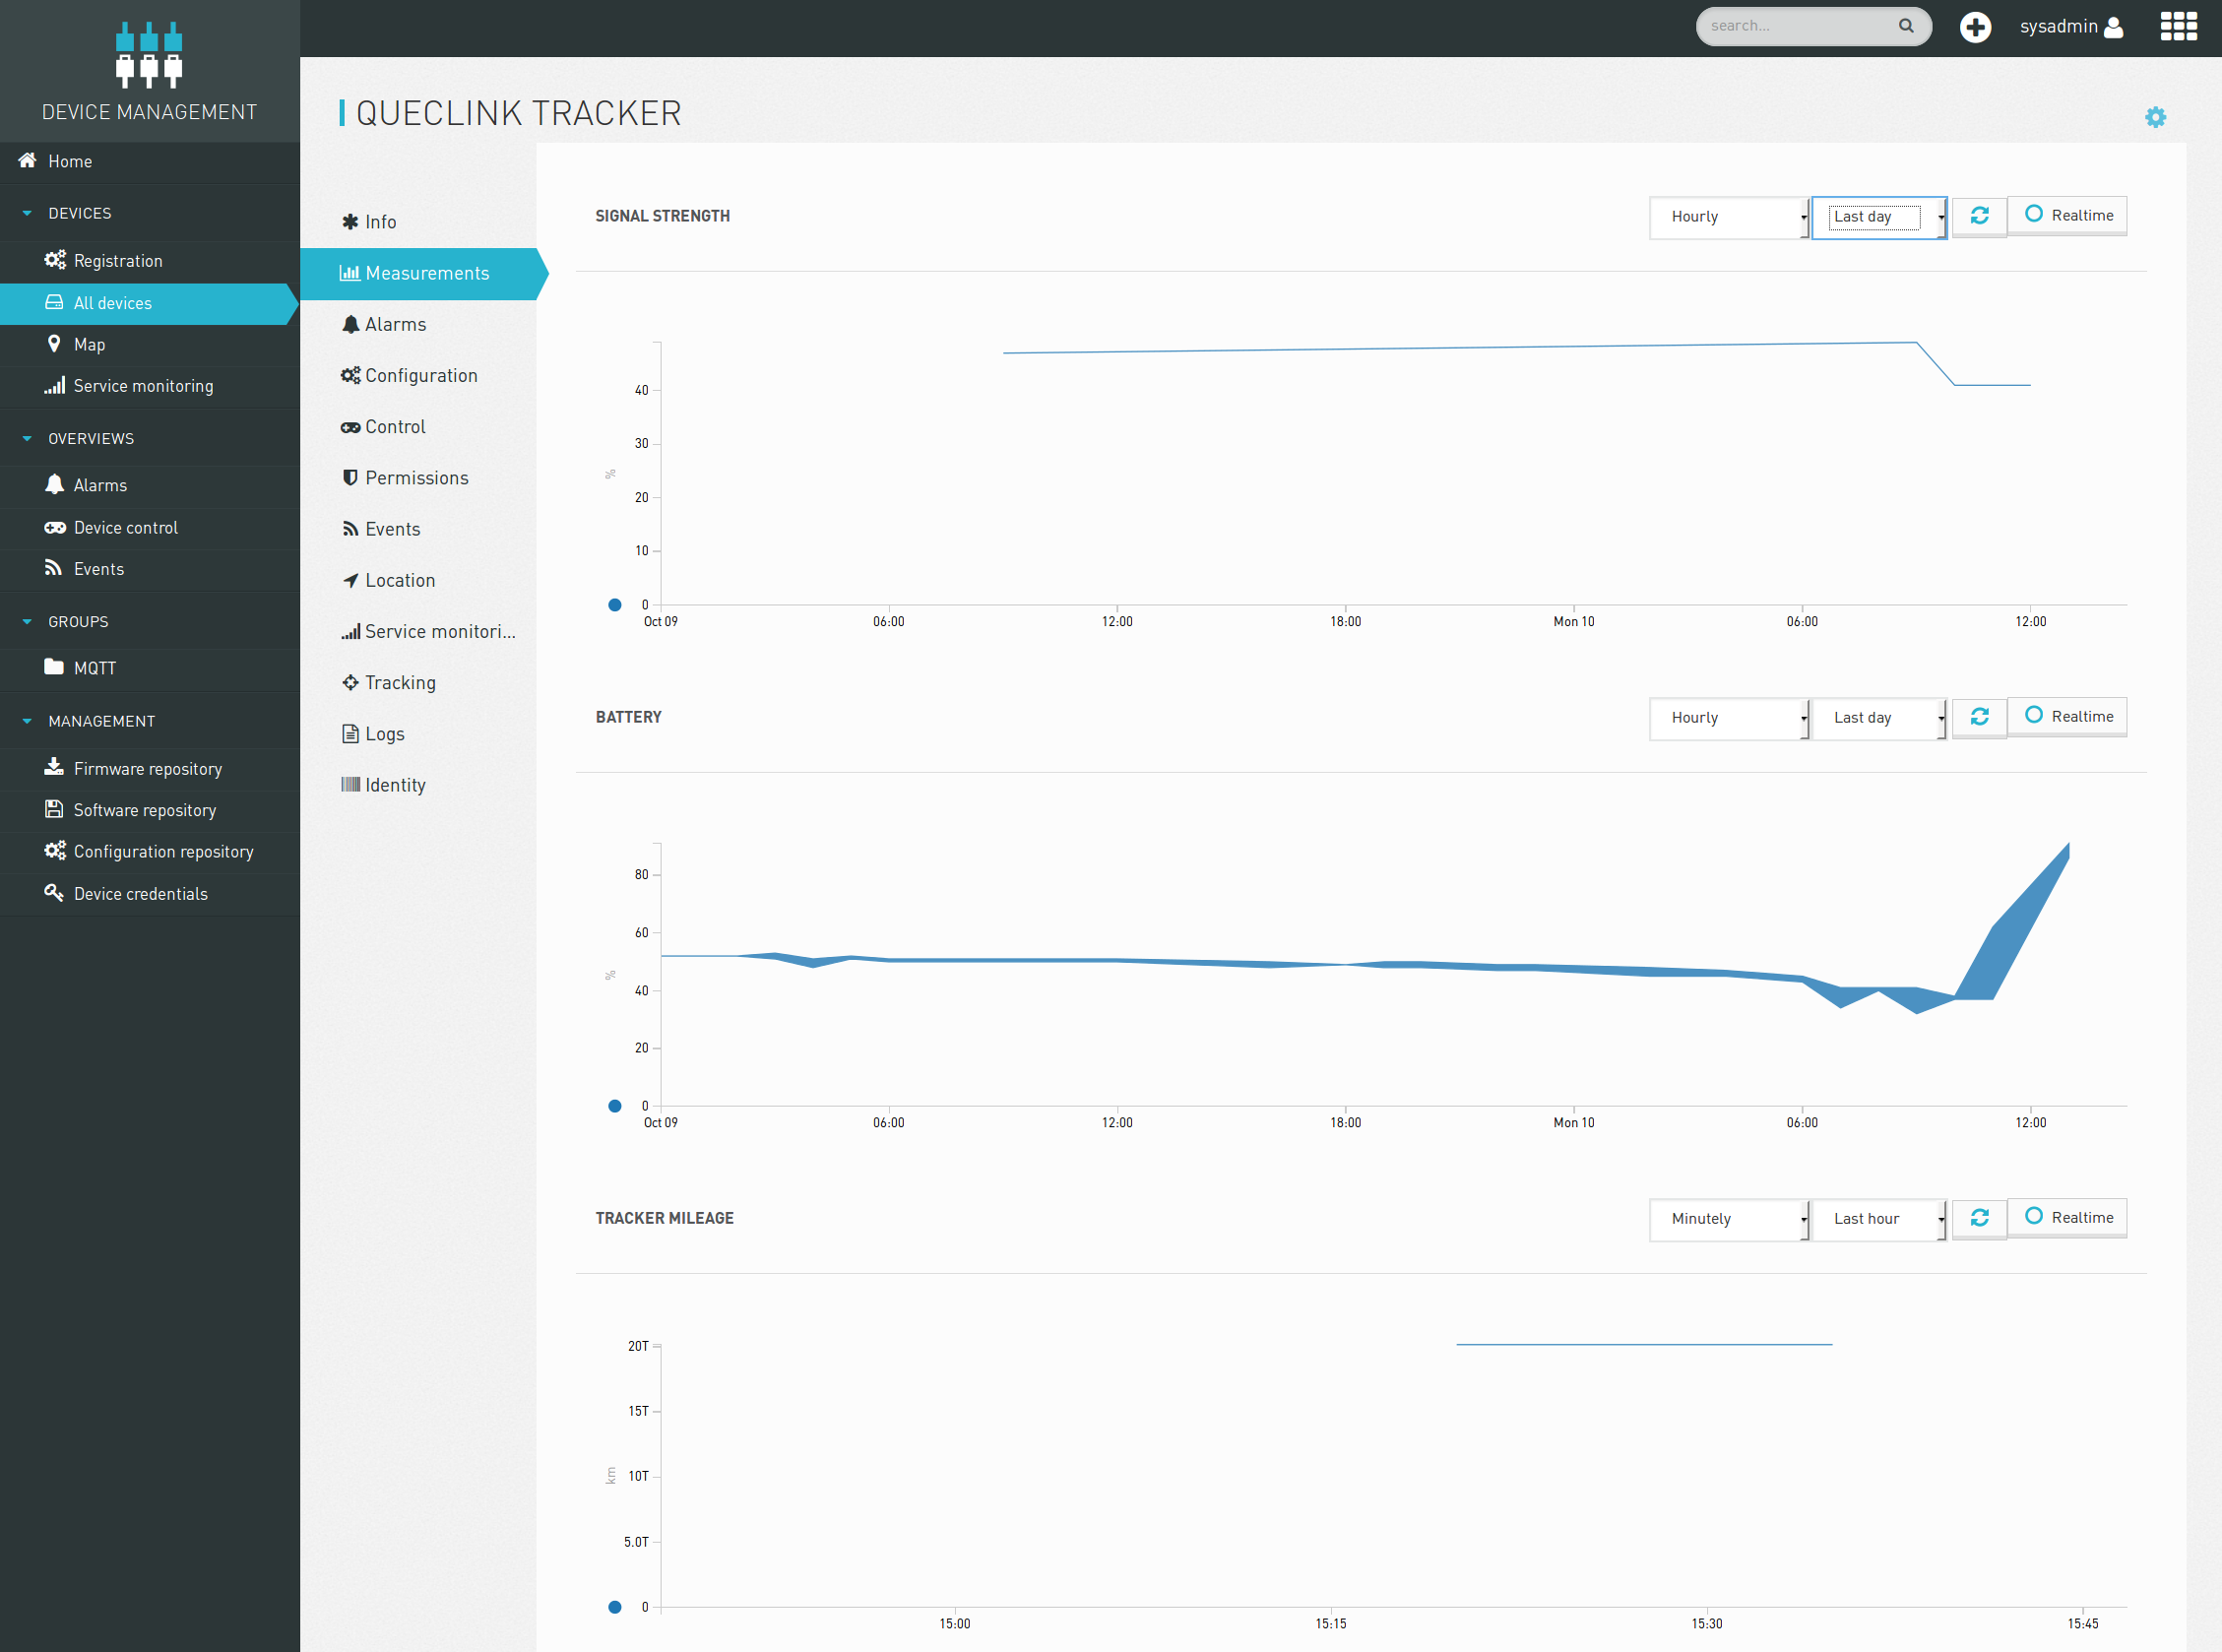 search...
sysadmin
DEVICE MANAGEMENT
Home
DEVICES
Registration
All devices
Map
Service monitoring
OVERVIEWS
Alarms
Device control
Events
GROUPS
MQTT
MANAGEMENT
Firmware repository
Software repository
Configuration repository
Device credentials
QUECLINK TRACKER
Info
Measurements
Alarms
Configuration
Control
Permissions
Events
Location
Service monitori...
Tracking
Logs
Identity
SIGNAL STRENGTH
Hourly
Last day
Realtime
40
30
%
20
10
0
Oct 09 06:00 12:00 18:00 Mon 10 06:00 12:00
BATTERY
Hourly
Last day
Realtime
80
60
%
40
20
0
Oct 09 06:00 12:00 18:00 Mon 10 06:00 12:00
TRACKER MILEAGE
Minutely
Last hour
Realtime
20T
15T
km
10T
5.0T
0
15:00 15:15 15:30 15:45